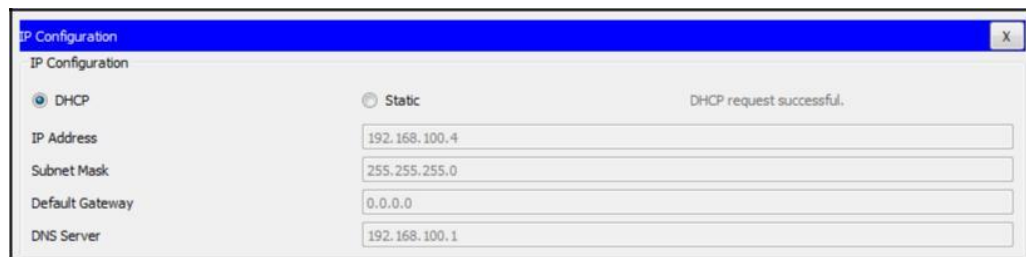 IP Configuration X
IP Configuration
DHCP Static DHCP request successful.
IP Address 192.168.100.4
Subnet Mask 255.255.255.0
Default Gateway 0.0.0.0
DNS Server 192.168.100.1